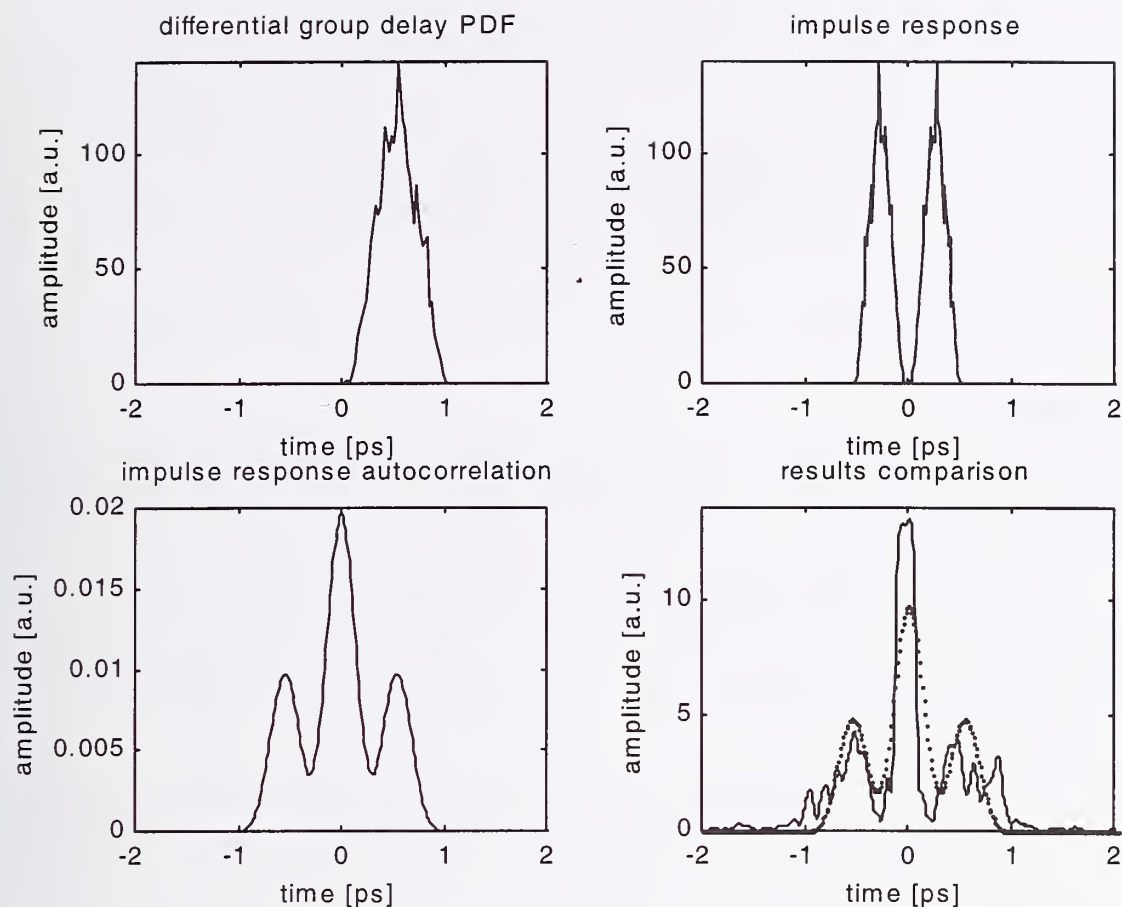 differential group delay PDF
amplitude [a.u.]
100
50
0
-2 -1 0 1 2
time [ps]
impulse response
amplitude [a.u.]
100
50
0
-2 -1 0 1 2
time [ps]
impulse response autocorrelation
amplitude [a.u.]
0.02
0.015
0.01
0.005
0
-2 -1 0 1 2
time [ps]
results comparison
amplitude [a.u.]
10
5
0
-2 -1 0 1 2
time [ps]